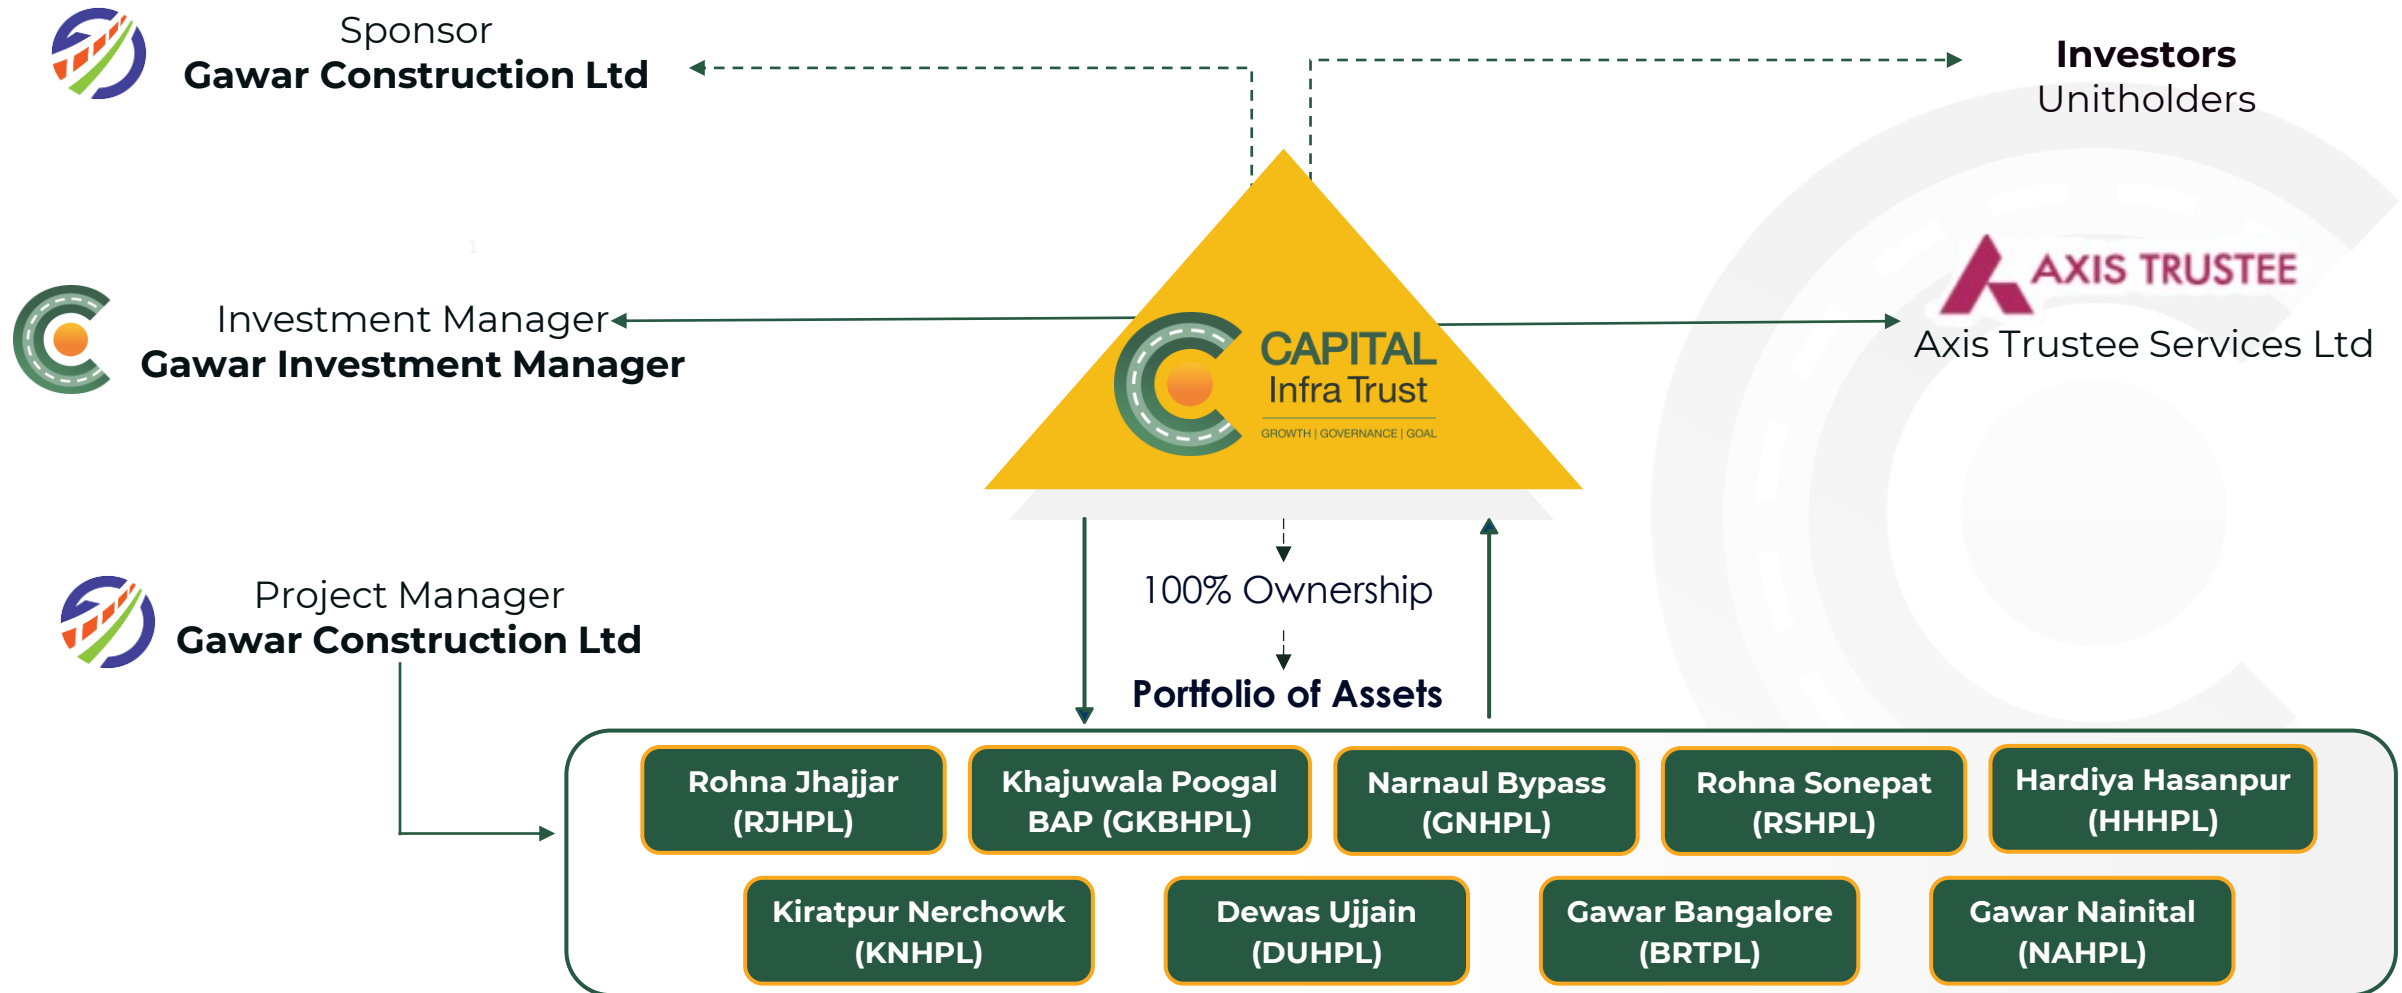 Sponsor
Gawar Construction Ltd
Investors
Unitholders
1
Investment Manager
Gawar Investment Manager
CAPITAL
Infra Trust
GROWTH | GOVERNANCE | GOAL
AXIS TRUSTEE
Axis Trustee Services Ltd
Project Manager
Gawar Construction Ltd
100% Ownership
Portfolio of Assets
Rohna Jhajjar
(RJHPL)
Khajuwala Poogal
BAP (GKBHPL)
Narnaul Bypass
(GNHPL)
Rohna Sonepat
(RSHPL)
Hardiya Hasanpur
(HHHPL)
Kiratpur Nerchowk
(KNHPL)
Dewas Ujjain
(DUHPL)
Gawar Bangalore
(BRTPL)
Gawar Nainital
(NAHPL)